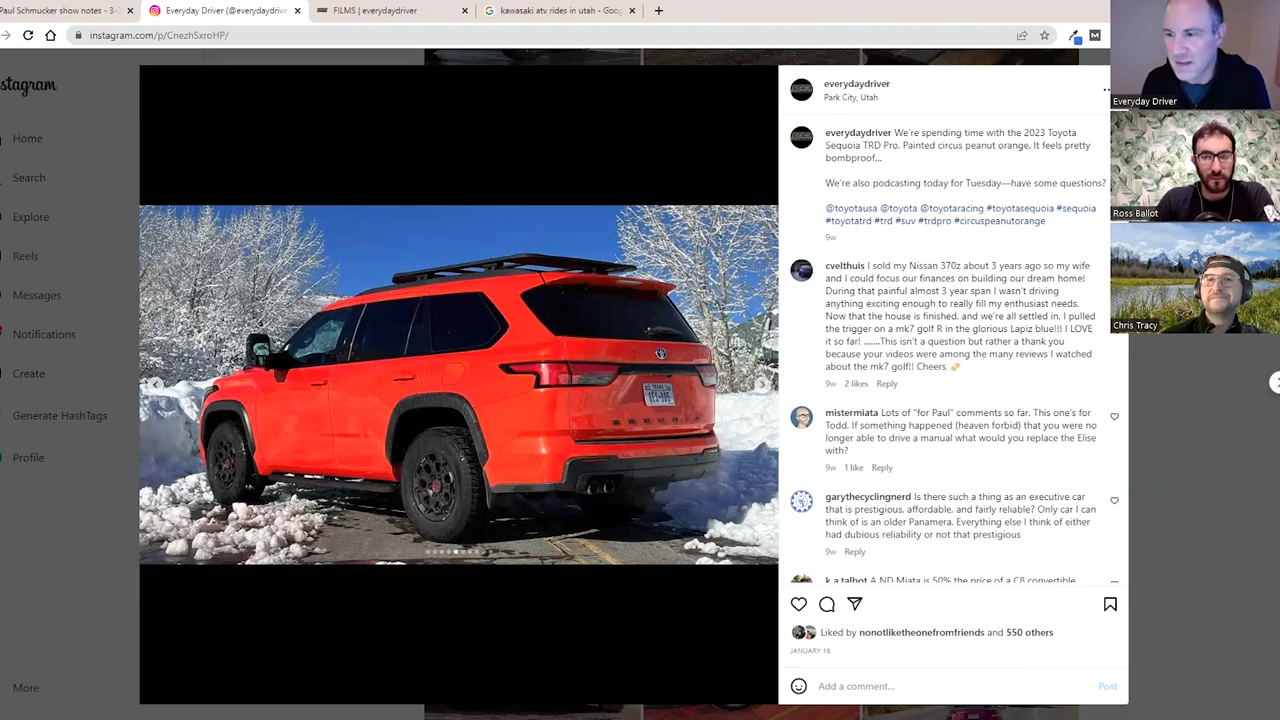 Paul Schmucker show notes - 3-
Everyday Driver (@everydaydrive
FILMS | everydaydriver
kawasaki atv rides in utah - Goog
instagram.com/p/CnezhSxroHP/
stagram
Home
Search
Explore
Reels
Messages
Notifications
Create
Generate HashTags
Profile
More
everydaydriver
Park City, Utah
everydaydriver We're spending time with the 2023 Toyota
Sequoia TRD Pro. Painted circus peanut orange. It feels pretty
bombproof...
We're also podcasting today for Tuesday—have some questions?
@toyotausa @toyota @toyotaracing #toyotasequoia #sequoia
#toyotatrd #trd #suv #trdpro #circuspeanutorange
9w
cvelthuis I sold my Nissan 370z about 3 years ago so my wife
and I could focus our finances on building our dream home!
During that painful almost 3 year span I wasn't driving
anything exciting enough to really fill my enthusiast needs.
Now that the house is finished, and we're all settled in, I pulled
the trigger on a mk7 golf R in the glorious Lapiz blue!!! I LOVE
it so far! .......This isn't a question but rather a thank you
because your videos were among the many reviews I watched
about the mk7 golf!! Cheers 🍻
9w 2 likes Reply
mistermiata Lots of "for Paul" comments so far. This one's for
Todd, If something happened (heaven forbid) that you were no
longer able to drive a manual what would you replace the Elise
with?
9w 1 like Reply
garythecyclingnerd Is there such a thing as an executive car
that is prestigious, affordable, and fairly reliable? Only car I can
think of is an older Panamera. Everything else I think of either
had dubious reliability or not that prestigious
9w Reply
k.a.talbot A ND Miata is 50% the price of a C8 convertible
Liked by nonotliketheonefromfriends and 550 others
JANUARY 16
Add a comment...
Post
Everyday Driver
Ross Ballot
Chris Tracy